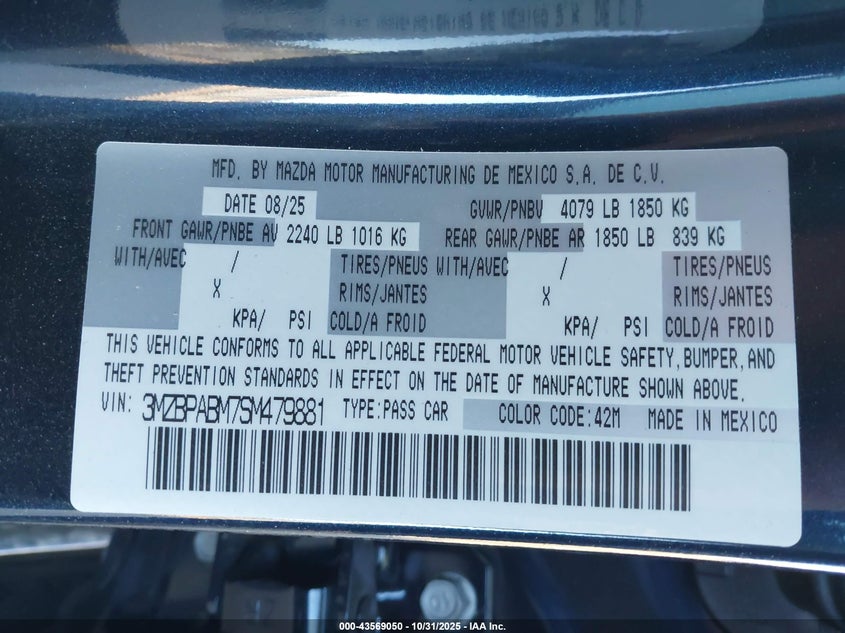 MFD. BY MAZDA MOTOR MANUFACTURING DE MEXICO S.A. DE C.V.
DATE 08/25 GVWR/PNBV 4079 LB 1850 KG
FRONT GAWR/PNBE AV 2240 LB 1016 KG REAR GAWR/PNBE AR 1850 LB 839 KG
WITH/AVEC / TIRES/PNEUS WITH/AVEC / TIRES/PNEUS
X RIMS/JANTES X RIMS/JANTES
KPA/ PSI COLD/A FROID KPA/ PSI COLD/A FROID
THIS VEHICLE CONFORMS TO ALL APPLICABLE FEDERAL MOTOR VEHICLE SAFETY, BUMPER, AND
THEFT PREVENTION STANDARDS IN EFFECT ON THE DATE OF MANUFACTURE SHOWN ABOVE.
VIN: 3MZBPABM7SM479881 TYPE:PASS CAR COLOR CODE:42M MADE IN MEXICO
000-43569050 - 10/31/2025 - IAA Inc.